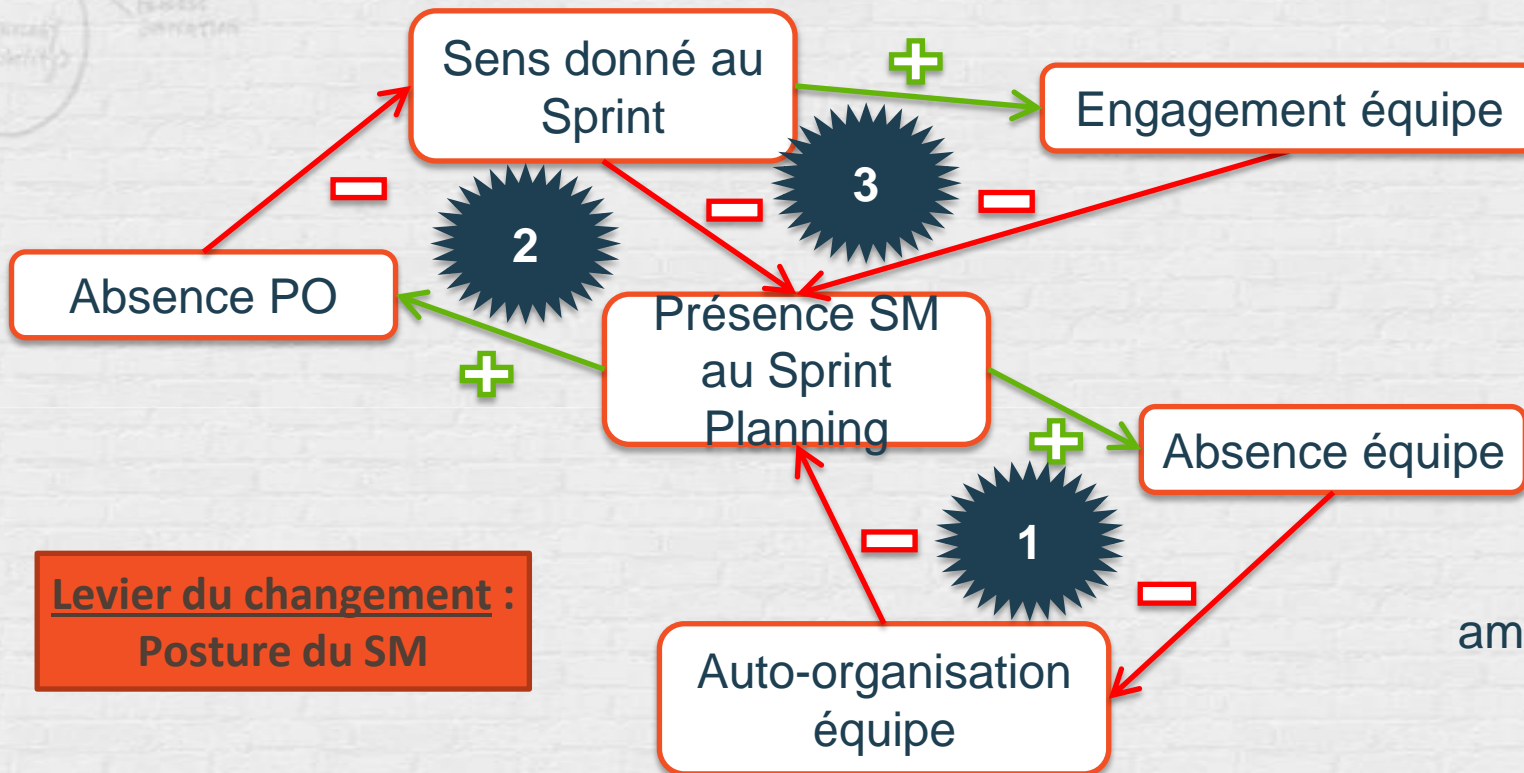 Sens donné au
Sprint
Engagement équipe
3
2
Absence PO
Présence SM
au Sprint
Planning
Absence équipe
1
Levier du changement :
Posture du SM
am
Auto-organisation
équipe